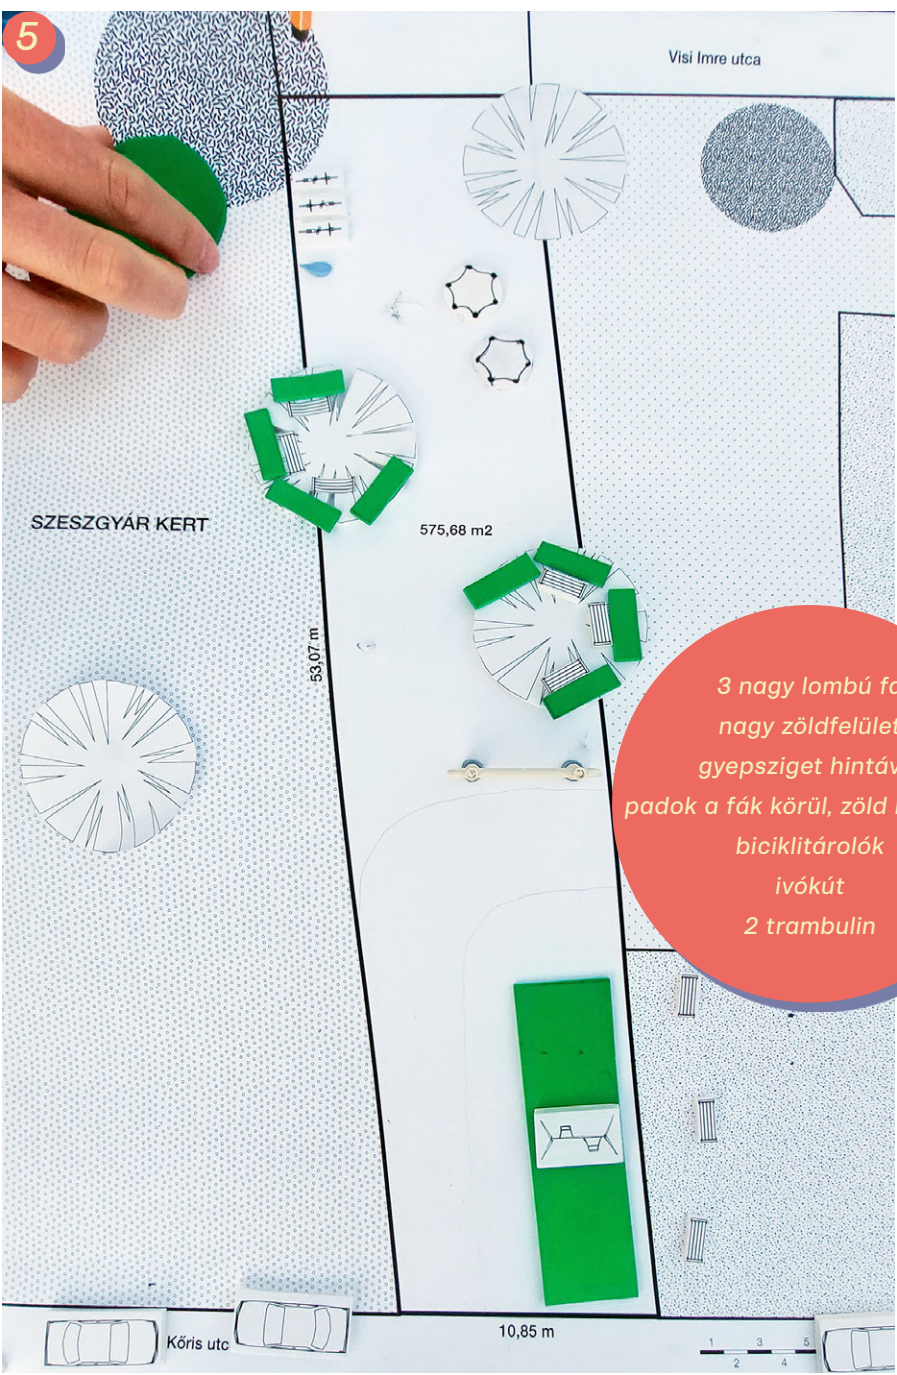 5
Visi Imre utca
SZESZGYÁR KERT
575,68 m2
53,07 m
3 nagy lombú
nagy zöldfelület
gyepsziget hintáv
padok a fák körül, zöld
biciklitárolók
ivókút
2 trambulin
Kőris utc
10,85 m
1 3 5
2 4